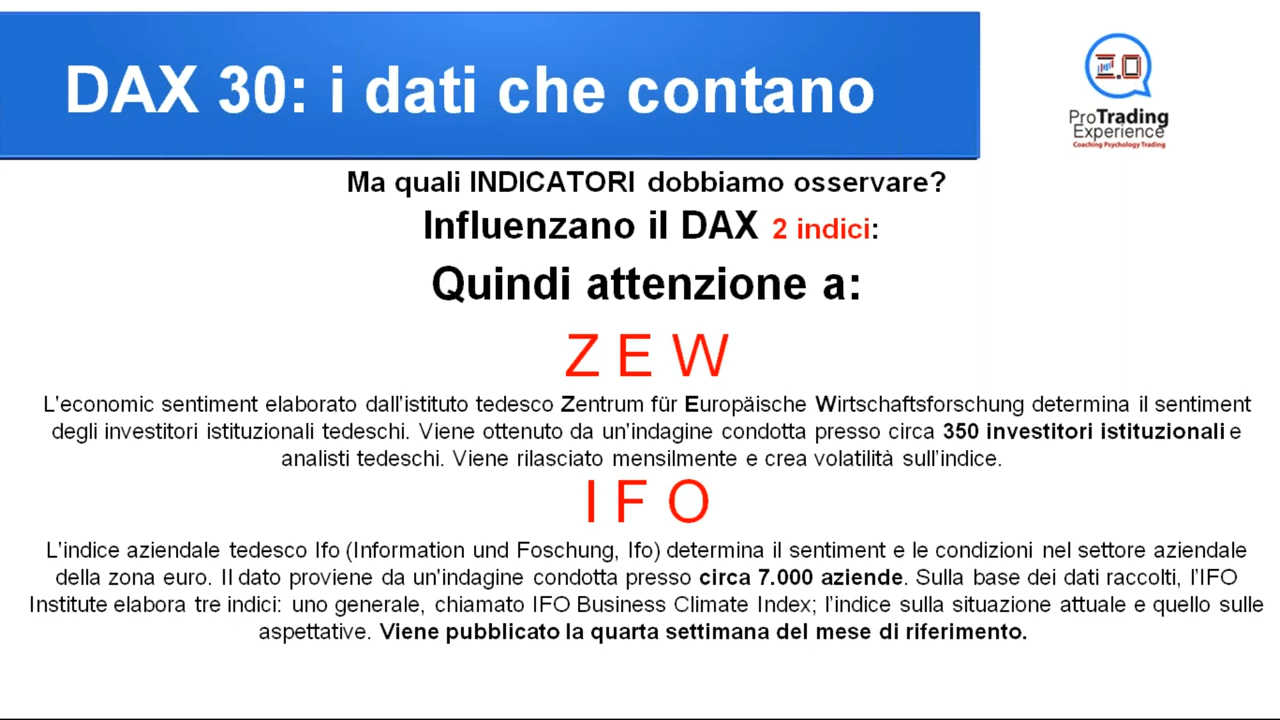 DAX 30: i dati che contano
2.0
ProTrading
Experience
Coaching Psychology Trading
Ma quali INDICATORI dobbiamo osservare?
Influenzano il DAX 2 indici:
Quindi attenzione a:
Z E W
L'economic sentiment elaborato dall'istituto tedesco Zentrum für Europäische Wirtschaftsforschung determina il sentiment
degli investitori istituzionali tedeschi. Viene ottenuto da un'indagine condotta presso circa 350 investitori istituzionali e
analisti tedeschi. Viene rilasciato mensilmente e crea volatilità sull'indice.
I F O
L'indice aziendale tedesco Ifo (Information und Foschung, Ifo) determina il sentiment e le condizioni nel settore aziendale
della zona euro. Il dato proviene da un'indagine condotta presso circa 7.000 aziende. Sulla base dei dati raccolti, l'IFO
Institute elabora tre indici: uno generale, chiamato IFO Business Climate Index; l'indice sulla situazione attuale e quello sulle
aspettative. Viene pubblicato la quarta settimana del mese di riferimento.